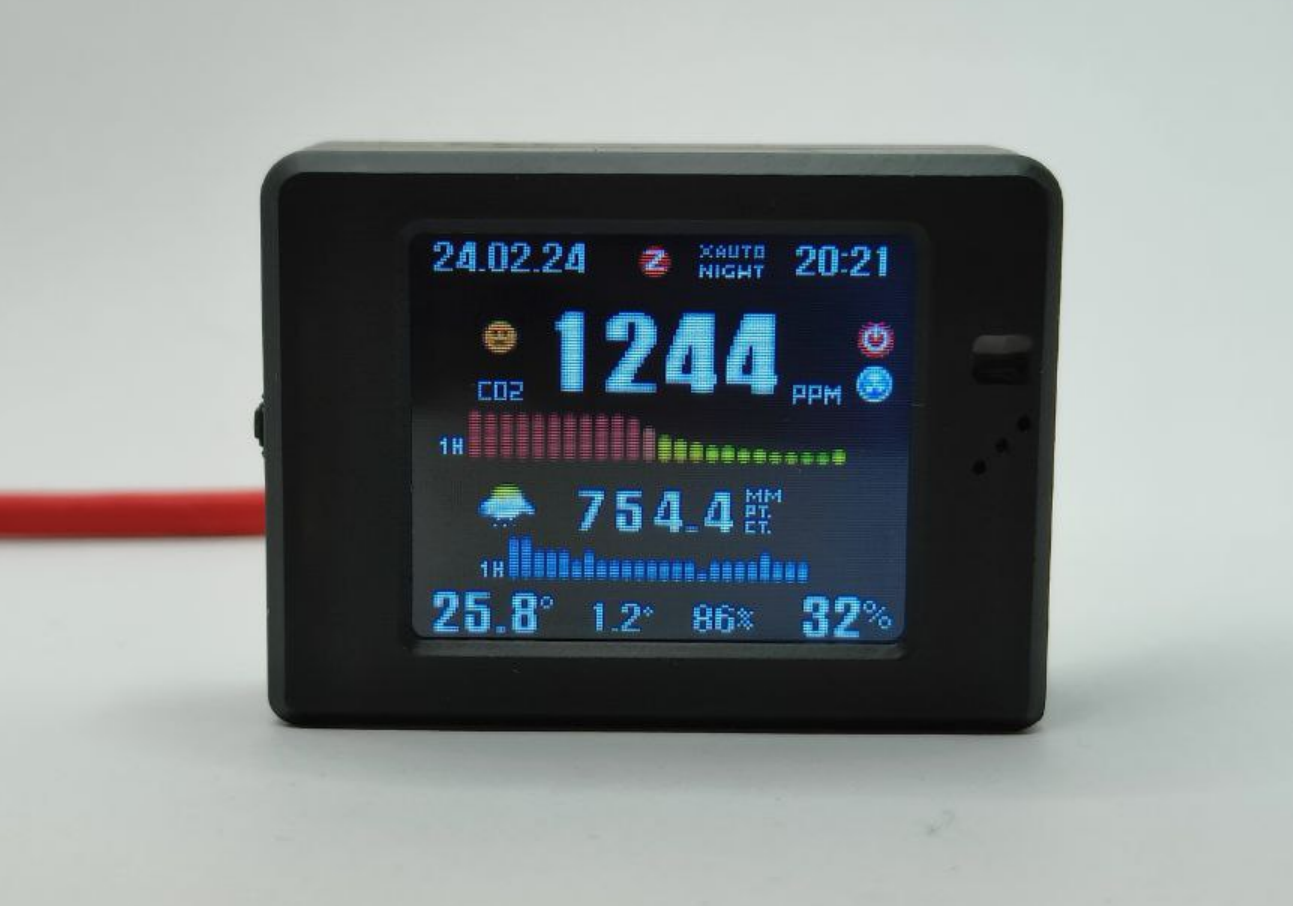 24.02.24 Z XAUTO NIGHT 20:21
1244
CO2 PPM
1H
754.4 MM PT. CT.
1H
25.8° 1.2° 86% 32%